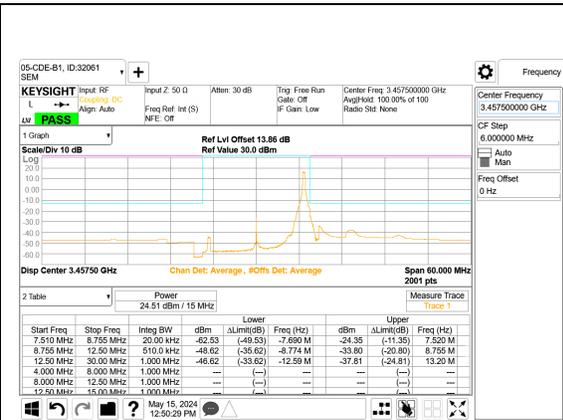 05-CDE-B1, ID:32061
SEM
Frequency
KEYSIGHT Input: RF Input Z: 50 Ω Atten: 30 dB Trig: Free Run Center Freq: 3.457500000 GHz
Coupling: DC Gate: Off Avg|Hold: 100.00% of 100
L Align: Auto Freq Ref: Int (S) IF Gain: Low Radio Std: None
NFE: Off
PASS
Center Frequency
3.457500000 GHz
CF Step
6.000000 MHz
Auto
Man
Freq Offset
0 Hz
1 Graph
Ref Lvl Offset 13.86 dB
Scale/Div 10 dB Ref Value 30.0 dBm
Log
20.0
10.0
0.00
-10.0
-20.0
-30.0
-40.0
-50.0
-60.0
Disp Center 3.45750 GHz Chan Det: Average, #Offs Det: Average Span 60.000 MHz
2001 pts
2 Table Power Measure Trace
24.51 dBm / 15 MHz Trace 1
Lower Upper
Start Freq Stop Freq Integ BW dBm ΔLimit(dB) Freq (Hz) dBm ΔLimit(dB) Freq (Hz)
7.510 MHz 8.755 MHz 20.00 kHz -62.53 (-49.53) -7.690 M -24.35 (-11.35) 7.520 M
8.755 MHz 12.50 MHz 510.0 kHz -48.62 (-35.62) -8.774 M -33.80 (-20.80) 8.755 M
12.50 MHz 30.00 MHz 1.000 MHz -46.62 (-33.62) -12.59 M -37.81 (-24.81) 13.20 M
4.000 MHz 8.000 MHz 1.000 MHz --- (---) --- --- (---) ---
8.000 MHz 12.50 MHz 1.000 MHz --- (---) --- --- (---) ---
12.50 MHz 15.00 MHz 1.000 MHz --- (---) --- --- (---) ---
May 15, 2024
12:50:29 PM